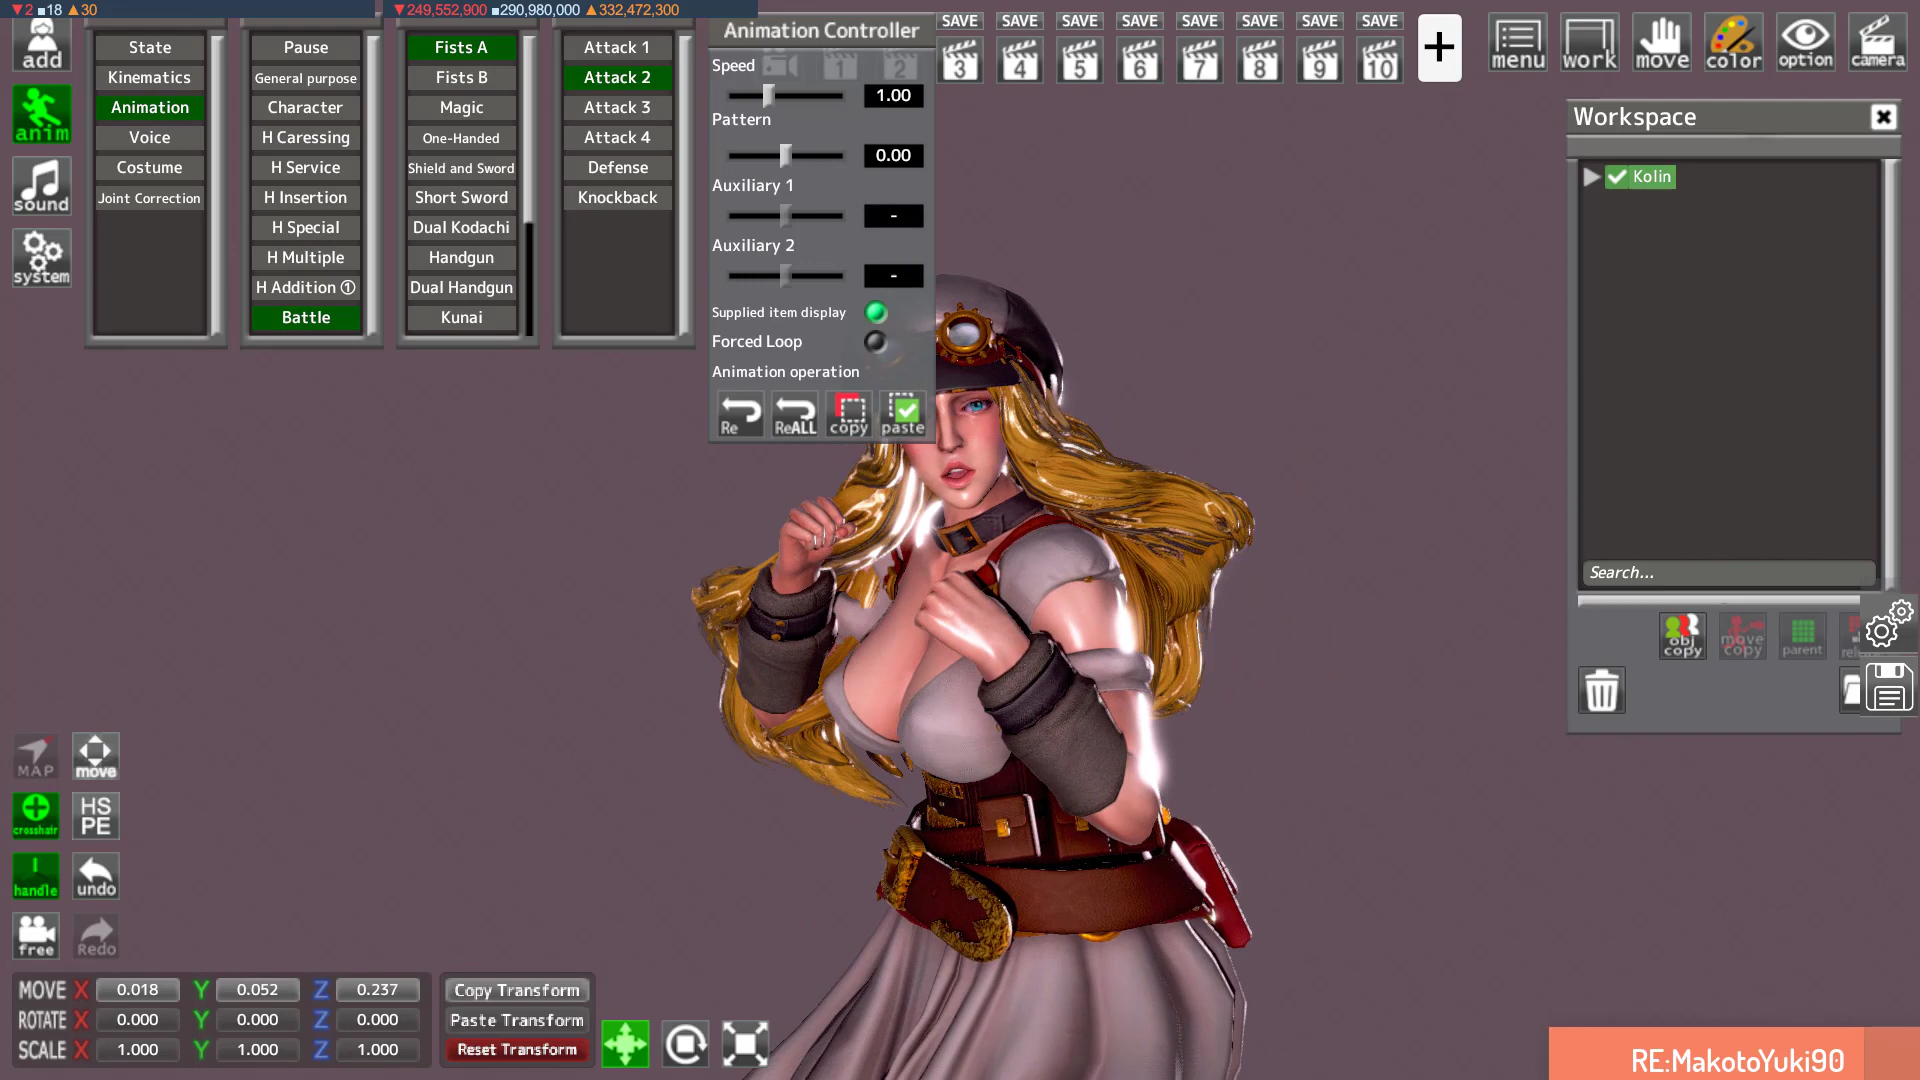 ▼2 ■18 ▲30
▼249,552,900 ■290,980,000 ▲332,472,300
add
anim
sound
system
State
Kinematics
Animation
Voice
Costume
Joint Correction
Pause
General purpose
Character
H Caressing
H Service
H Insertion
H Special
H Multiple
H Addition ①
Battle
Fists A
Fists B
Magic
One-Handed
Shield and Sword
Short Sword
Dual Kodachi
Handgun
Dual Handgun
Kunai
Attack 1
Attack 2
Attack 3
Attack 4
Defense
Knockback
Animation Controller
Speed
1.00
Pattern
0.00
Auxiliary 1
-
Auxiliary 2
-
Supplied item display
Forced Loop
Animation operation
Re
ReALL
copy
paste
1
2
SAVE SAVE SAVE SAVE SAVE SAVE SAVE SAVE
3 4 5 6 7 8 9 10
+
menu
work
move
color
option
camera
Workspace
Kolin
Search...
obj copy
move copy
parent
MAP
move
crosshair
HS PE
handle
undo
free
Redo
MOVE X 0.018 Y 0.052 Z 0.237
ROTATE X 0.000 Y 0.000 Z 0.000
SCALE X 1.000 Y 1.000 Z 1.000
Copy Transform
Paste Transform
Reset Transform
RE:MakotoYuki90